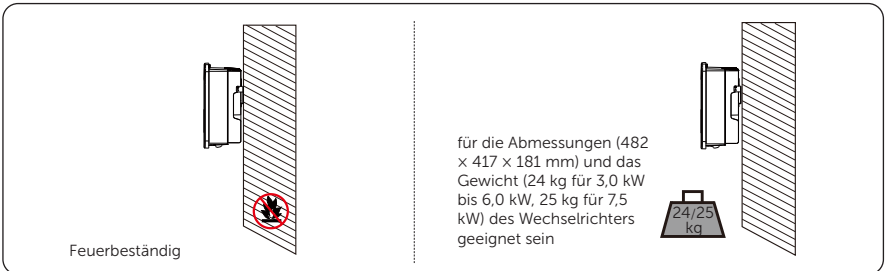 Feuerbeständig
für die Abmessungen (482
× 417 × 181 mm) und das
Gewicht (24 kg für 3,0 kW
bis 6,0 kW, 25 kg für 7,5
kW) des Wechselrichters
geeignet sein
24/25
kg